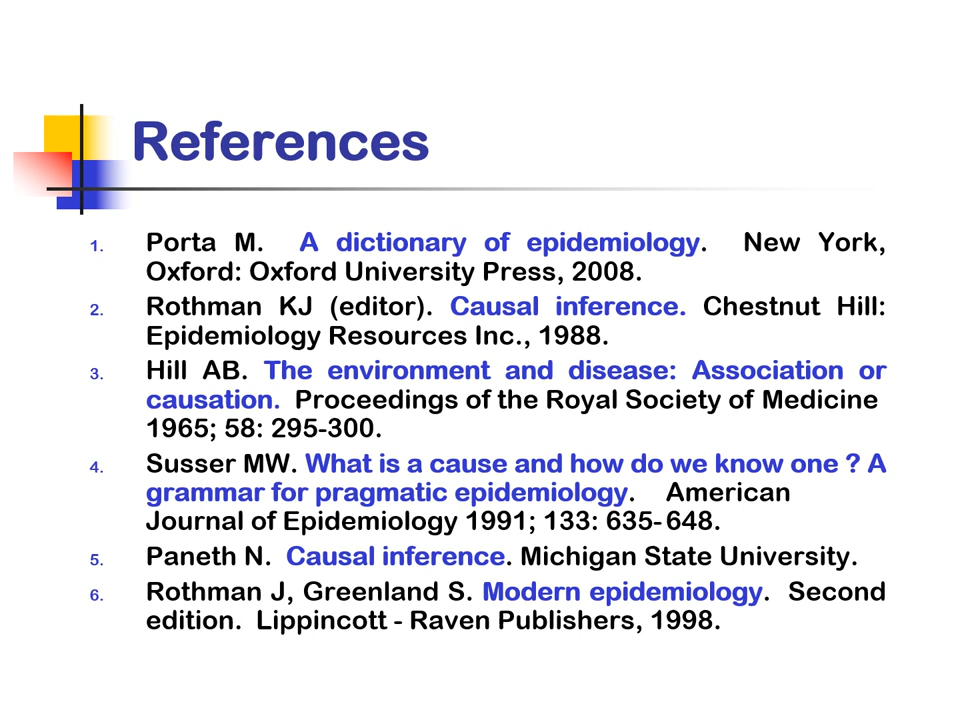 References
1. Porta M. A dictionary of epidemiology. New York,
Oxford: Oxford University Press, 2008.
2. Rothman KJ (editor). Causal inference. Chestnut Hill:
Epidemiology Resources Inc., 1988.
3. Hill AB. The environment and disease: Association or
causation. Proceedings of the Royal Society of Medicine
1965; 58: 295-300.
4. Susser MW. What is a cause and how do we know one ? A
grammar for pragmatic epidemiology. American
Journal of Epidemiology 1991; 133: 635-648.
5. Paneth N. Causal inference. Michigan State University.
6. Rothman J, Greenland S. Modern epidemiology. Second
edition. Lippincott - Raven Publishers, 1998.